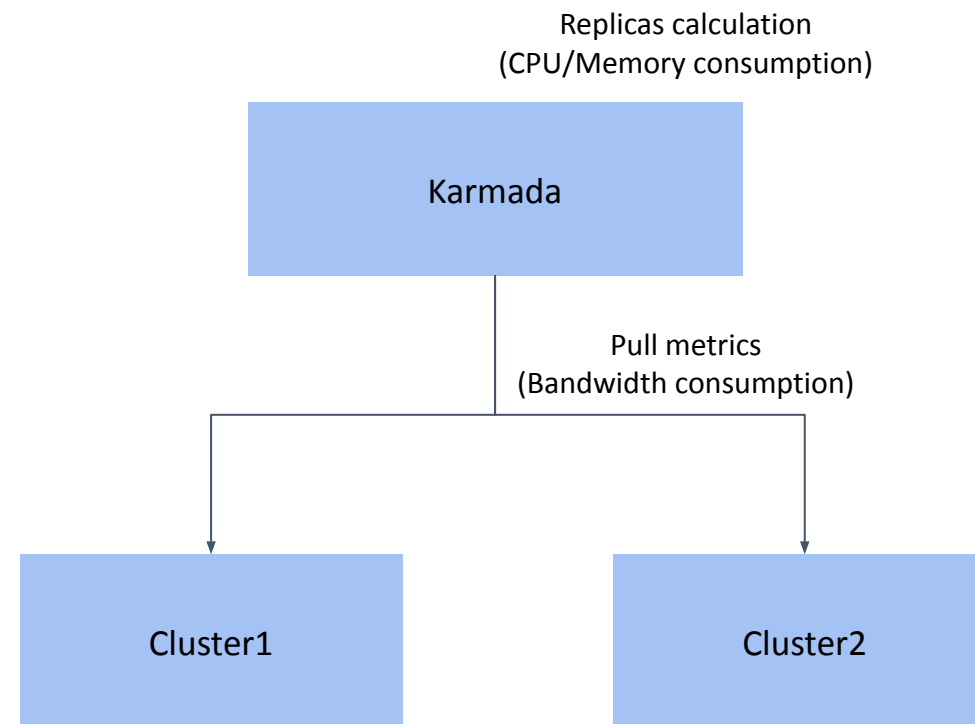 Replicas calculation
(CPU/Memory consumption)
Karmada
Pull metrics
(Bandwidth consumption)
Cluster1
Cluster2